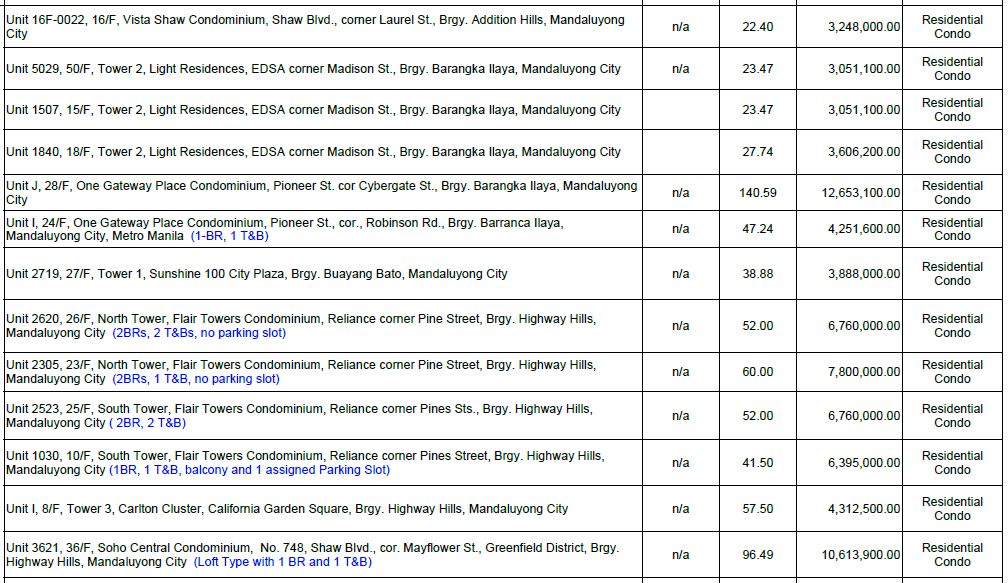 Unit 16F-0022, 16/F, Vista Shaw Condominium, Shaw Blvd., corner Laurel St., Brgy. Addition Hills, Mandaluyong
City
n/a
22.40
3,248,000.00
Residential
Condo
Unit 5029, 50/F, Tower 2, Light Residences, EDSA corner Madison St., Brgy. Barangka Ilaya, Mandaluyong City
n/a
23.47
3,051,100.00
Residential
Condo
Unit 1507, 15/F, Tower 2, Light Residences, EDSA corner Madison St., Brgy. Barangka Ilaya, Mandaluyong City
23.47
3,051,100.00
Residential
Condo
Unit 1840, 18/F, Tower 2, Light Residences, EDSA corner Madison St., Brgy. Barangka Ilaya, Mandaluyong City
27.74
3,606,200.00
Residential
Condo
Unit J, 28/F, One Gateway Place Condominium, Pioneer St. cor Cybergate St., Brgy. Barangka Ilaya, Mandaluyong
City
n/a
140.59
12,653,100.00
Residential
Condo
Unit I, 24/F, One Gateway Place Condominium, Pioneer St., cor., Robinson Rd., Brgy. Barranca Ilaya,
Mandaluyong City, Metro Manila (1-BR, 1 T&B)
n/a
47.24
4,251,600.00
Residential
Condo
Unit 2719, 27/F, Tower 1, Sunshine 100 City Plaza, Brgy. Buayang Bato, Mandaluyong City
n/a
38.88
3,888,000.00
Residential
Condo
Unit 2620, 26/F, North Tower, Flair Towers Condominium, Reliance corner Pine Street, Brgy. Highway Hills,
Mandaluyong City (2BRs, 2 T&Bs, no parking slot)
n/a
52.00
6,760,000.00
Residential
Condo
Unit 2305, 23/F, North Tower, Flair Towers Condominium, Reliance corner Pine Street, Brgy. Highway Hills,
Mandaluyong City (2BRs, 1 T&B, no parking slot)
n/a
60.00
7,800,000.00
Residential
Condo
Unit 2523, 25/F, South Tower, Flair Towers Condominium, Reliance corner Pines Sts., Brgy. Highway Hills,
Mandaluyong City ( 2BR, 2 T&B)
n/a
52.00
6,760,000.00
Residential
Condo
Unit 1030, 10/F, South Tower, Flair Towers Condominium, Reliance corner Pines Street, Brgy. Highway Hills,
Mandaluyong City (1BR, 1 T&B, balcony and 1 assigned Parking Slot)
n/a
41.50
6,395,000.00
Residential
Condo
Unit I, 8/F, Tower 3, Carlton Cluster, California Garden Square, Brgy. Highway Hills, Mandaluyong City
n/a
57.50
4,312,500.00
Residential
Condo
Unit 3621, 36/F, Soho Central Condominium, No. 748, Shaw Blvd., cor. Mayflower St., Greenfield District, Brgy.
Highway Hills, Mandaluyong City (Loft Type with 1 BR and 1 T&B)
n/a
96.49
10,613,900.00
Residential
Condo